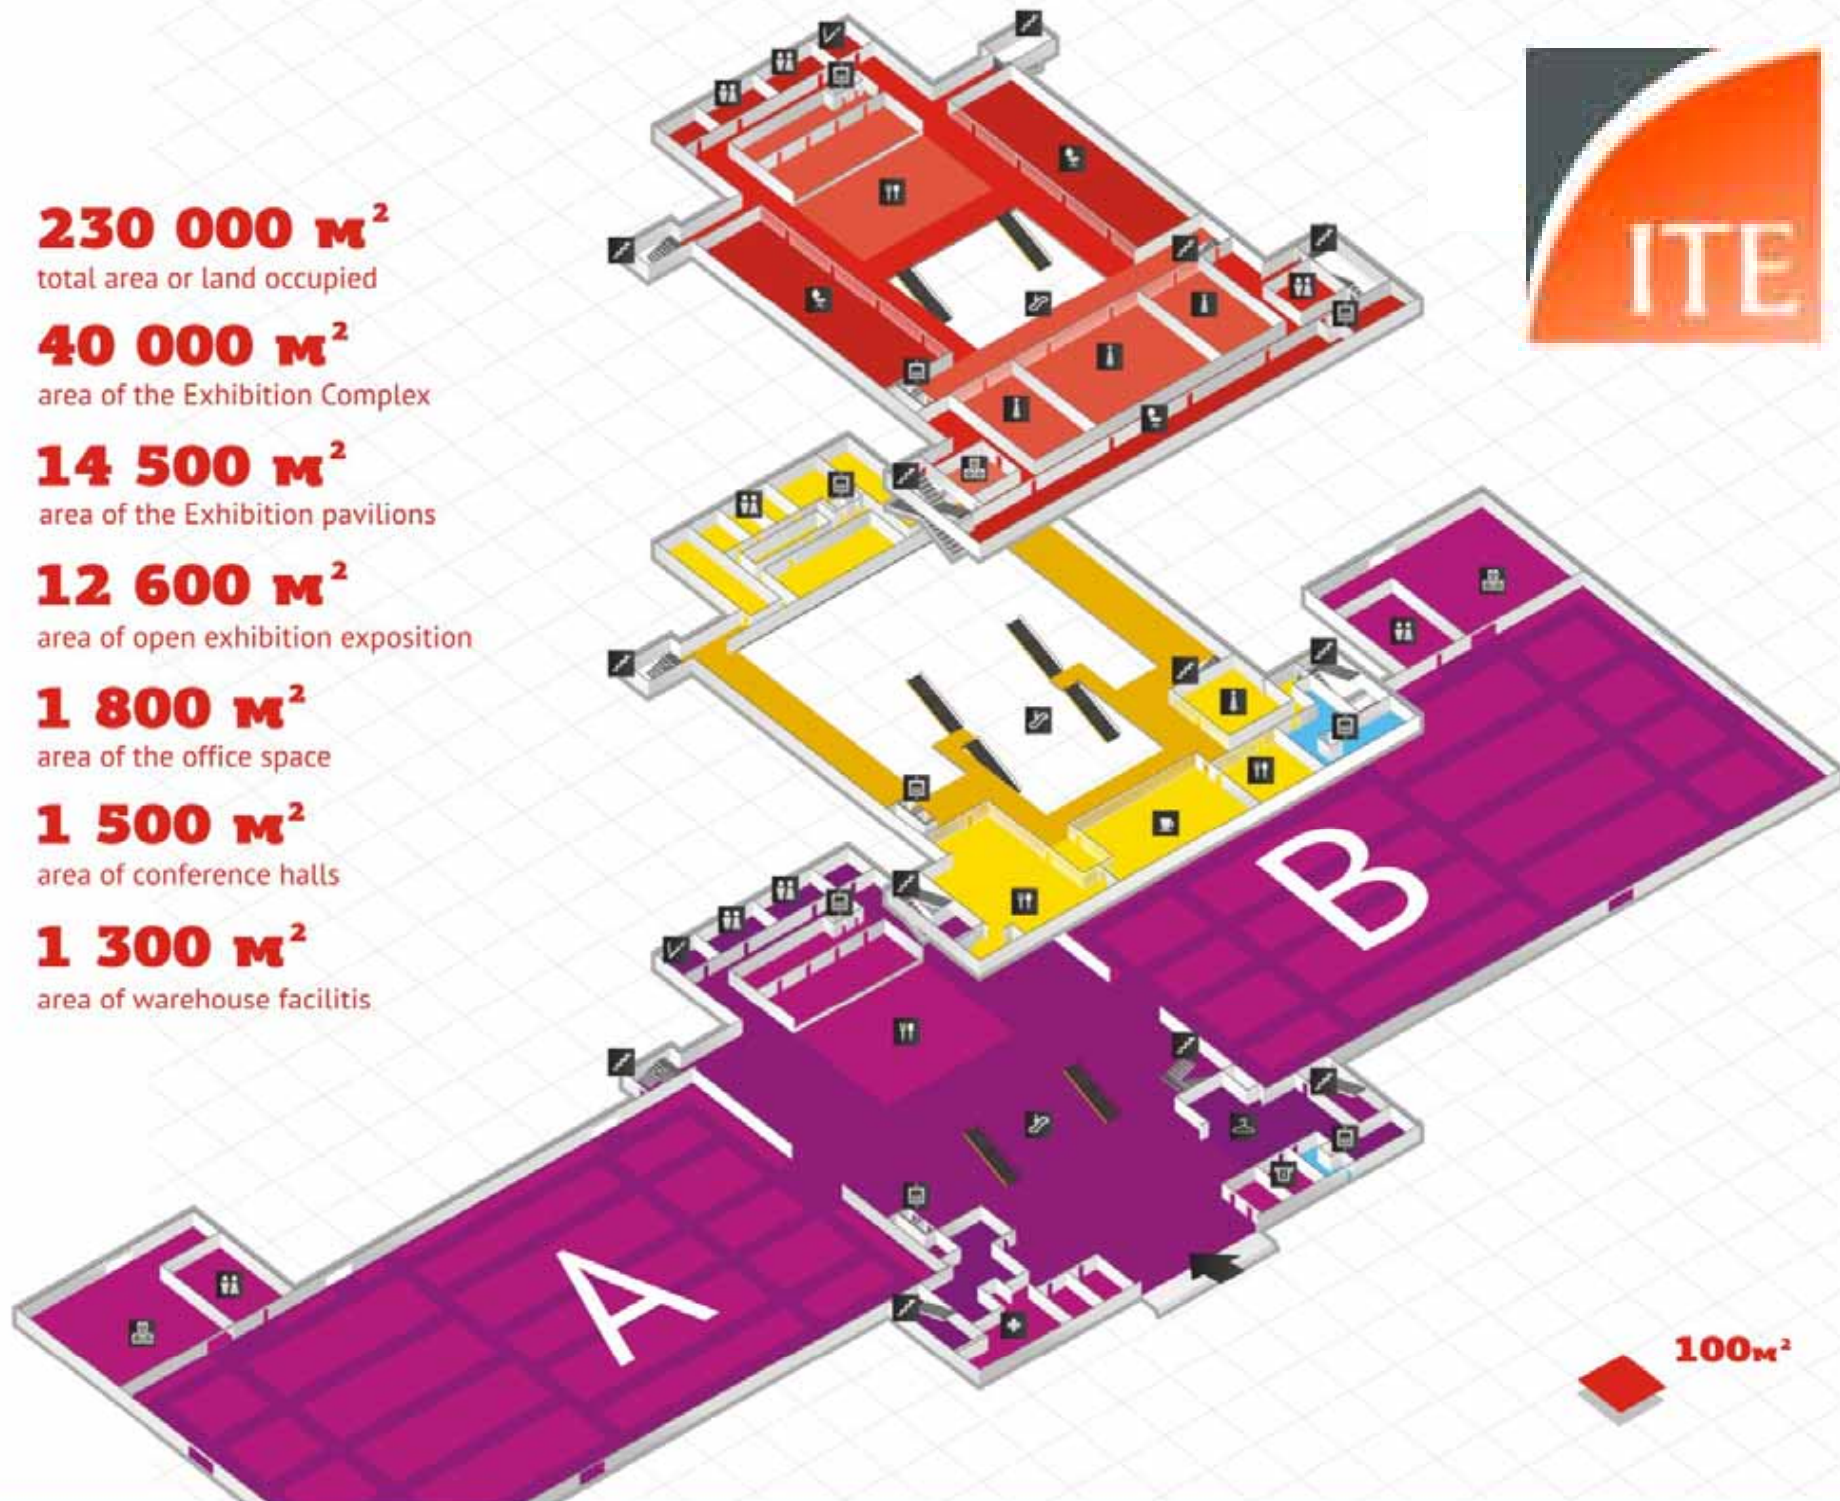 230 000 м²
total area or land occupied
40 000 м²
area of the Exhibition Complex
14 500 м²
area of the Exhibition pavilions
12 600 м²
area of open exhibition exposition
1 800 м²
area of the office space
1 500 м²
area of conference halls
1 300 м²
area of warehouse facilitis
ITE
B
A
100м²